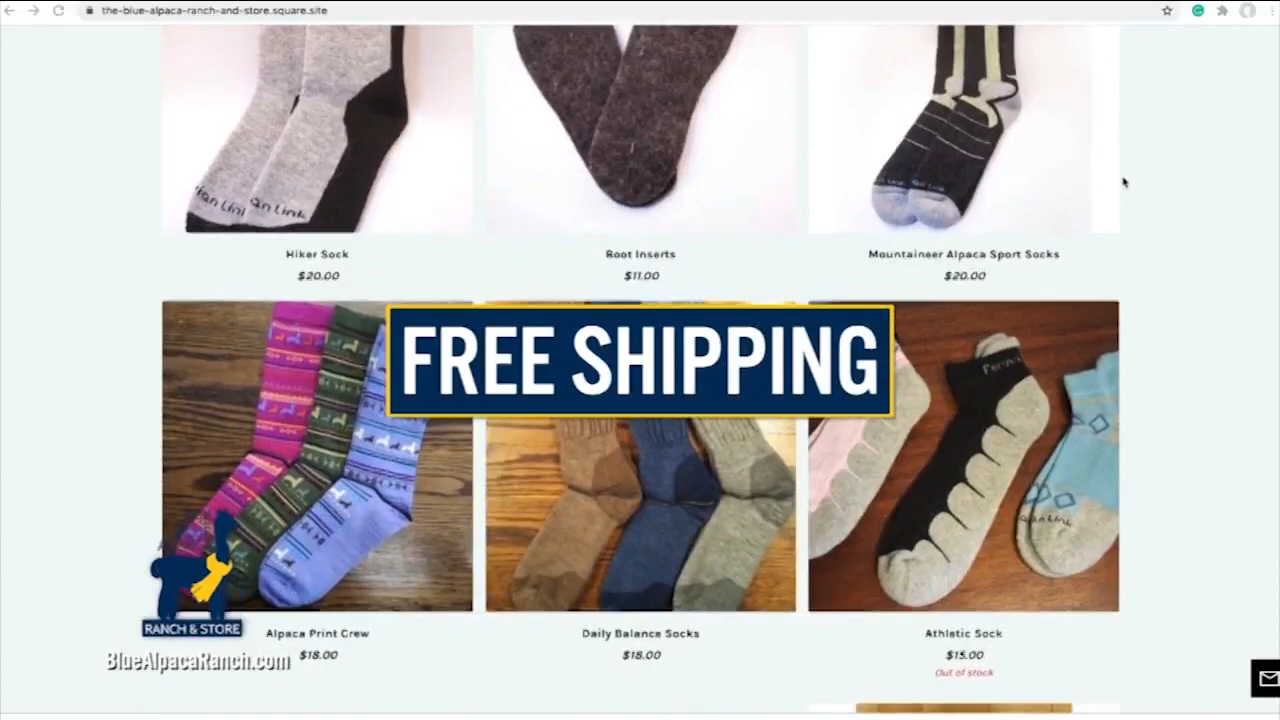 the-blue-alpaca-ranch-and-store.square.site
Hiker Sock
$20.00
Boot Inserts
$11.00
Mountaineer Alpaca Sport Socks
$20.00
FREE SHIPPING
RANCH & STORE
BlueAlpacaRanch.com
Alpaca Print Crew
$18.00
Daily Balance Socks
$18.00
Athletic Sock
$15.00
Out of stock